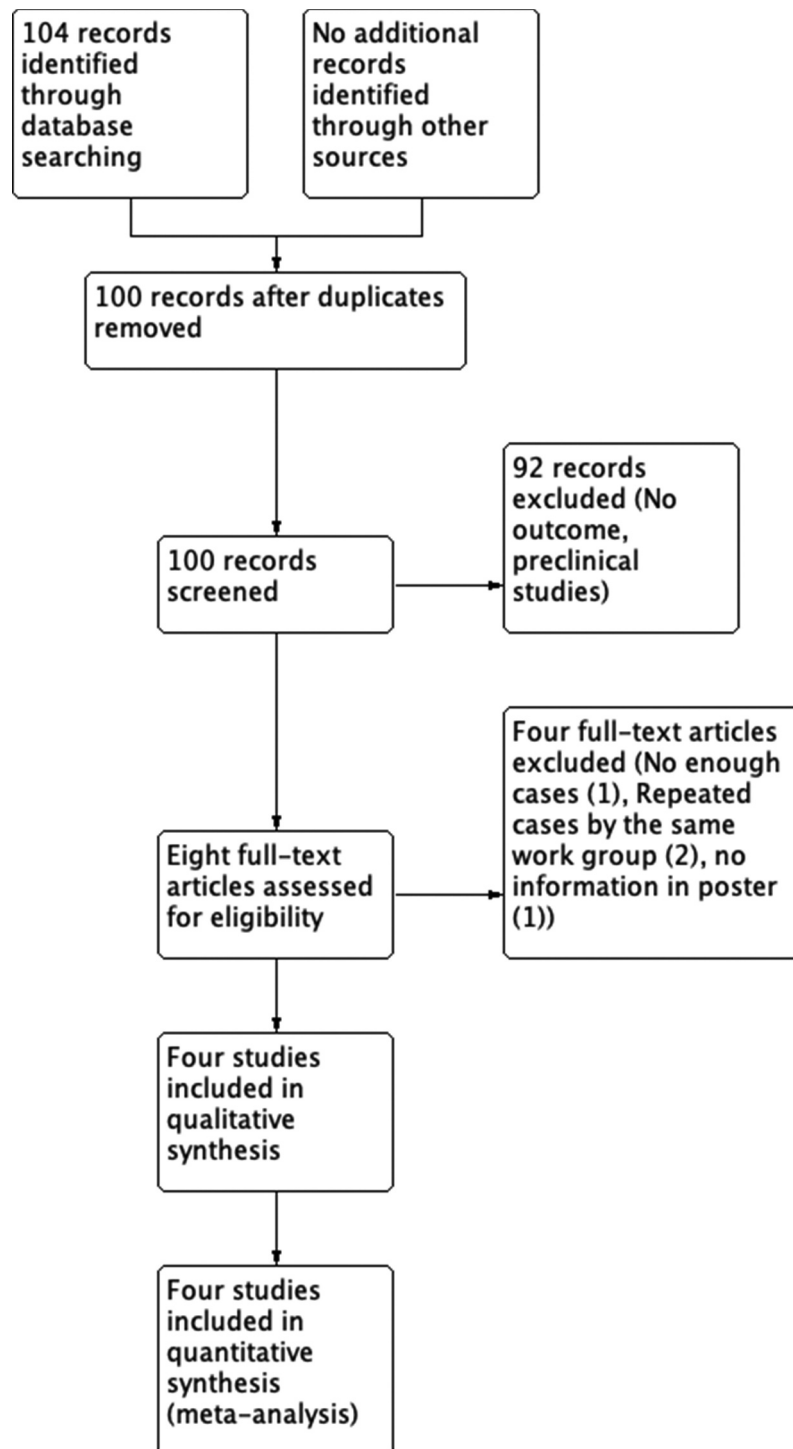 104 records
identified
through
database
searching
No additional
records
identified
through other
sources
100 records after duplicates
removed
92 records
excluded (No
outcome,
preclinical
studies)
100 records
screened
Four full-text articles
excluded (No enough
cases (1), Repeated
cases by the same
work group (2), no
information in poster
(1))
Eight full-text
articles assessed
for eligibility
Four studies
included in
qualitative
synthesis
Four studies
included in
quantitative
synthesis
(meta-analysis)